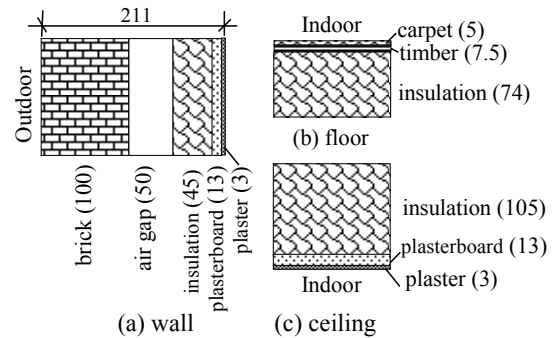 211
Outdoor
brick (100)
air gap (50)
insulation (45)
plasterboard (13)
plaster (3)
(a) wall
Indoor
carpet (5)
timber (7.5)
insulation (74)
(b) floor
insulation (105)
plasterboard (13)
plaster (3)
Indoor
(c) ceiling